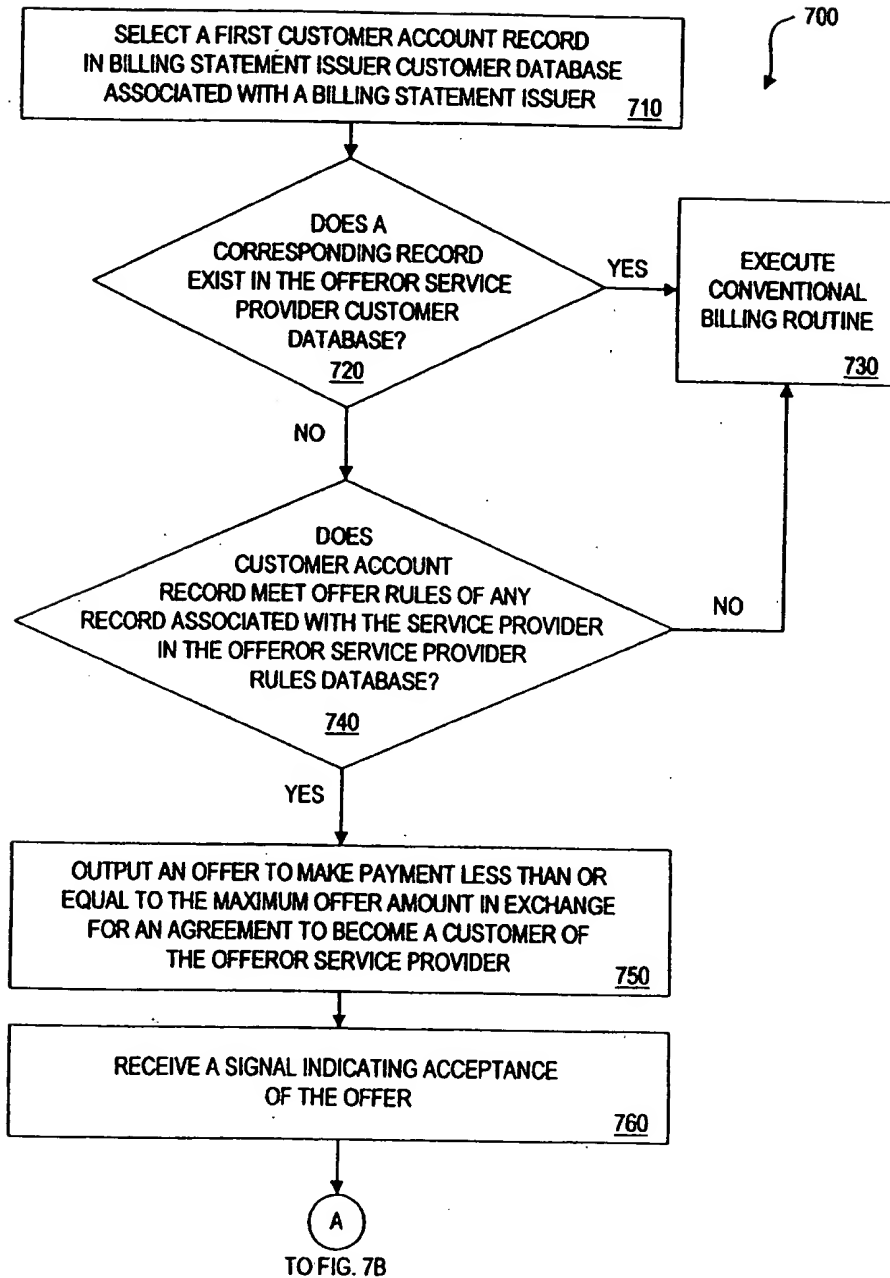 700
SELECT A FIRST CUSTOMER ACCOUNT RECORD
IN BILLING STATEMENT ISSUER CUSTOMER DATABASE
ASSOCIATED WITH A BILLING STATEMENT ISSUER
710
DOES A
CORRESPONDING RECORD
EXIST IN THE OFFEROR SERVICE
PROVIDER CUSTOMER
DATABASE?
720
YES
EXECUTE
CONVENTIONAL
BILLING ROUTINE
730
NO
DOES
CUSTOMER ACCOUNT
RECORD MEET OFFER RULES OF ANY
RECORD ASSOCIATED WITH THE SERVICE PROVIDER
IN THE OFFEROR SERVICE PROVIDER
RULES DATABASE?
740
NO
YES
OUTPUT AN OFFER TO MAKE PAYMENT LESS THAN OR
EQUAL TO THE MAXIMUM OFFER AMOUNT IN EXCHANGE
FOR AN AGREEMENT TO BECOME A CUSTOMER OF
THE OFFEROR SERVICE PROVIDER
750
RECEIVE A SIGNAL INDICATING ACCEPTANCE
OF THE OFFER
760
A
TO FIG. 7B